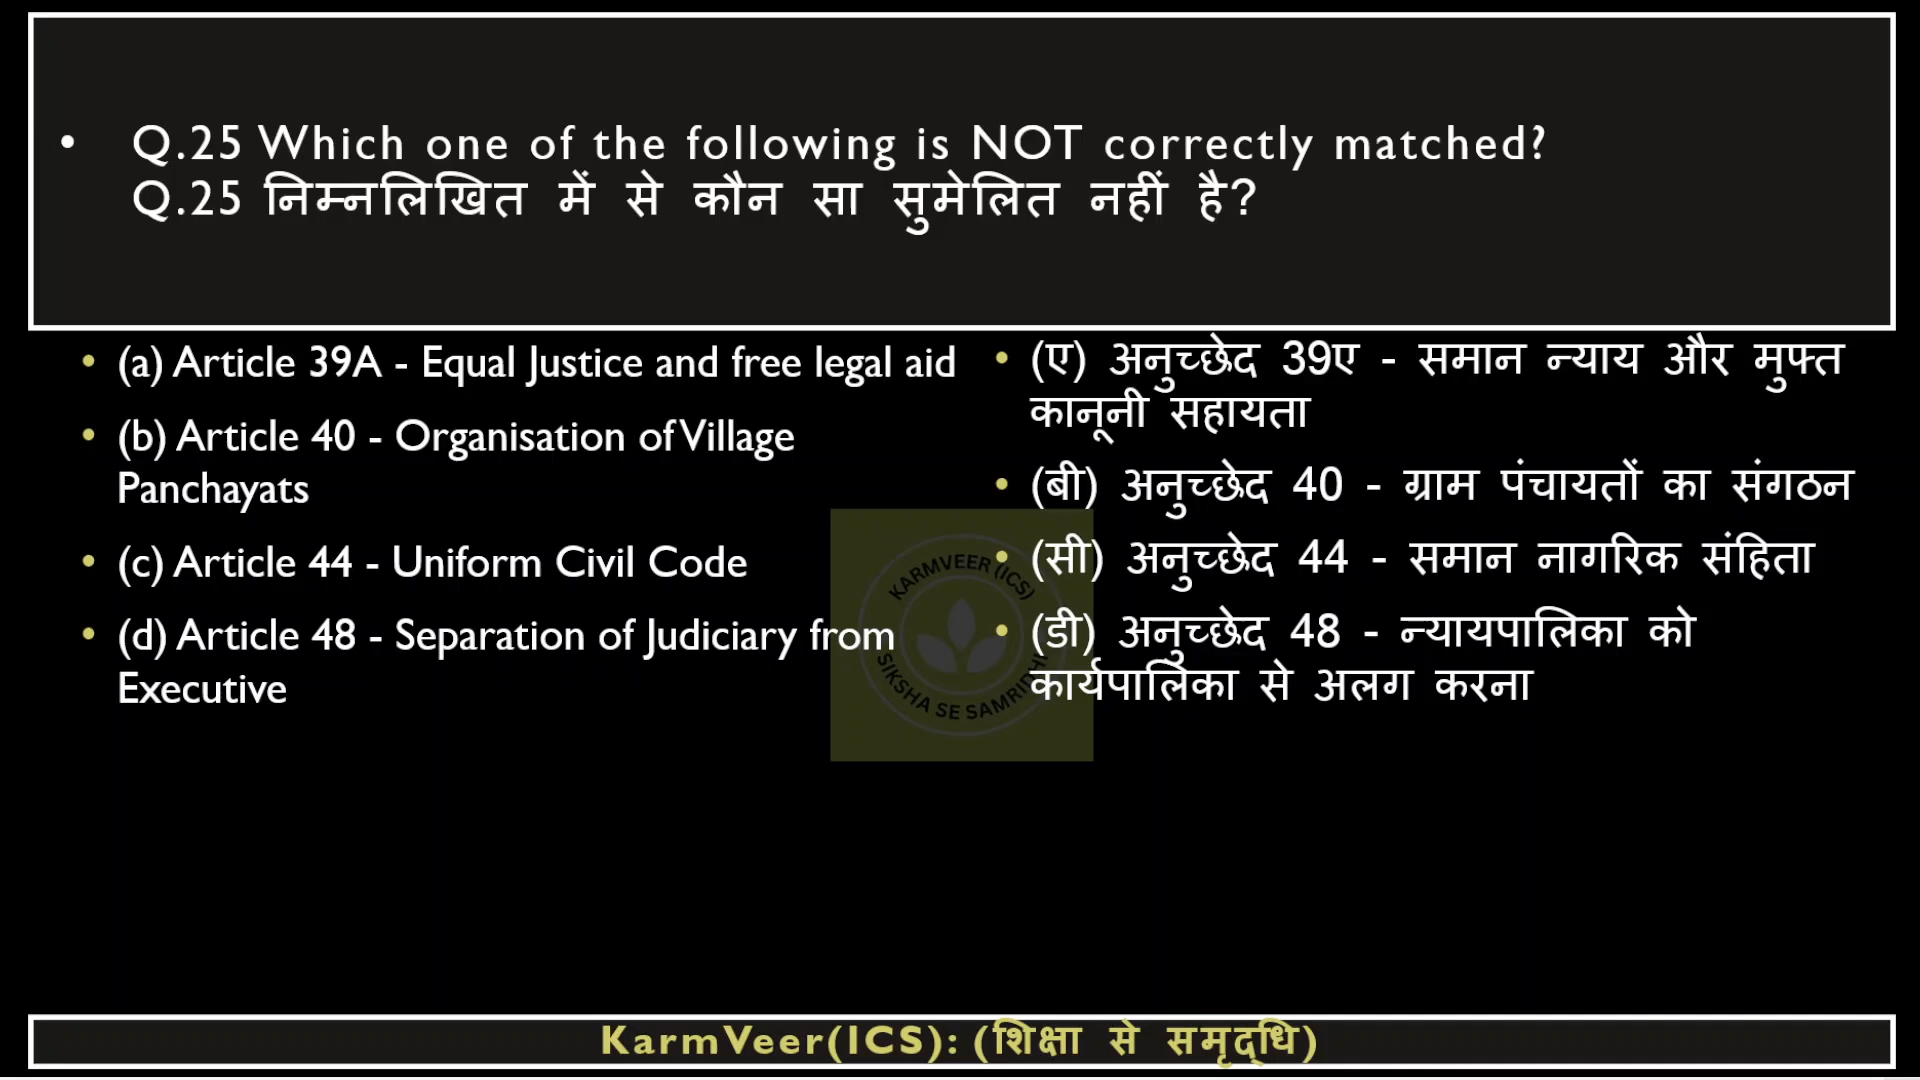 • Q.25 Which one of the following is NOT correctly matched?
Q.25 निम्नलिखित में से कौन सा सुमेलित नहीं है?
• (a) Article 39A - Equal Justice and free legal aid
• (b) Article 40 - Organisation of Village
Panchayats
• (c) Article 44 - Uniform Civil Code
• (d) Article 48 - Separation of Judiciary from
Executive
• (ए) अनुच्छेद 39ए - समान न्याय और मुफ्त
कानूनी सहायता
• (बी) अनुच्छेद 40 - ग्राम पंचायतों का संगठन
• (सी) अनुच्छेद 44 - समान नागरिक संहिता
• (डी) अनुच्छेद 48 - न्यायपालिका को
कार्यपालिका से अलग करना
KARMVEER (ICS)
SIKSHA SE SAMRIDHI
KarmVeer(ICS): (शिक्षा से समृद्धि)